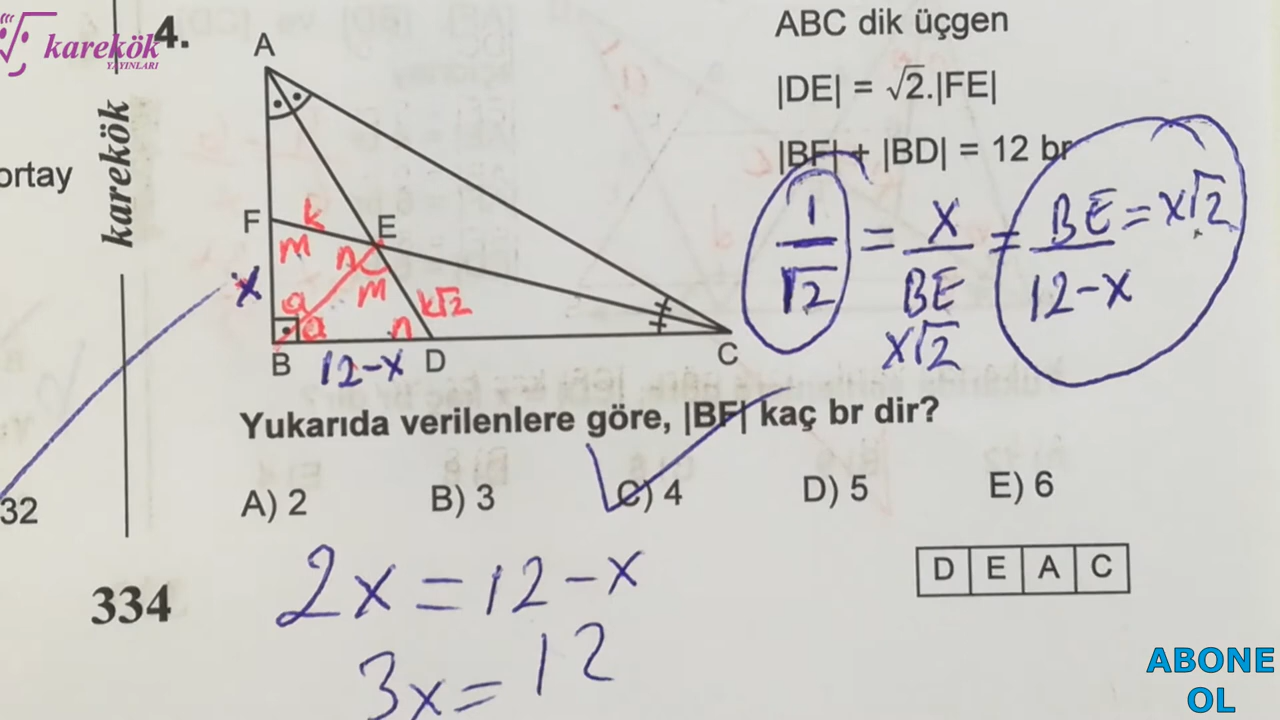 karekök
YAYINLARI
4.
ABC dik üçgen
|DE| = √2.|FE|
|BF| + |BD| = 12 br
ortay
karekök
A
F
E
B
D
C
k
m
n
m
a
a
n
k√2
x
12-x
1/√2 = x/BE = BE/12-x
BE = x√2
x√2
Yukarıda verilenlere göre, |BF| kaç br dir?
A) 2 B) 3 C) 4 D) 5 E) 6
32
2x = 12-x
3x = 12
D E A C
334
ABONE
OL